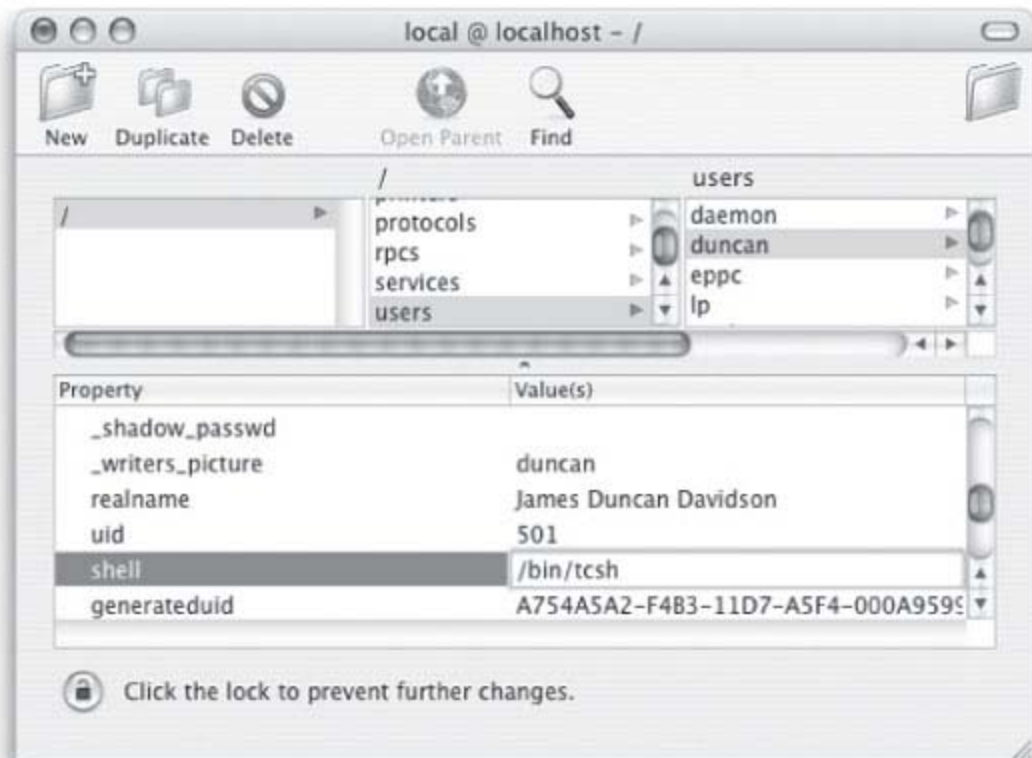 local @ localhost – /
New Duplicate Delete Open Parent Find
/ users
/ protocols daemon
rpcs duncan
services eppc
users lp
Property Value(s)
_shadow_passwd
_writers_picture duncan
realname James Duncan Davidson
uid 501
shell /bin/tcsh
generateduid A754A5A2-F4B3-11D7-A5F4-000A959
Click the lock to prevent further changes.